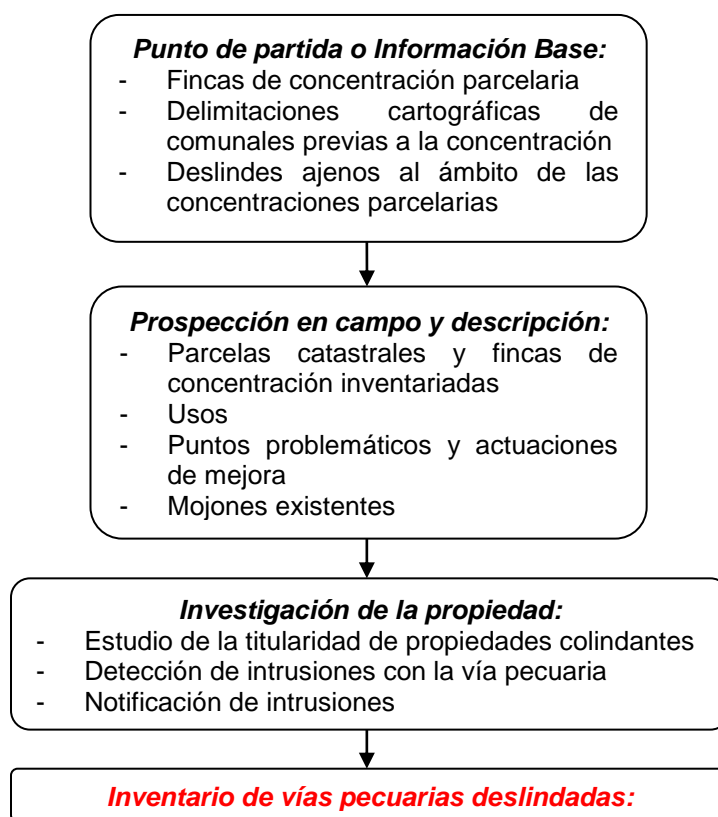 Punto de partida o Información Base:
- Fincas de concentración parcelaria
- Delimitaciones cartográficas de
comunales previas a la concentración
- Deslindes ajenos al ámbito de las
concentraciones parcelarias
Prospección en campo y descripción:
- Parcelas catastrales y fincas de
concentración inventariadas
- Usos
- Puntos problemáticos y actuaciones
de mejora
- Mojones existentes
Investigación de la propiedad:
- Estudio de la titularidad de propiedades colindantes
- Detección de intrusiones con la vía pecuaria
- Notificación de intrusiones
Inventario de vías pecuarias deslindadas: